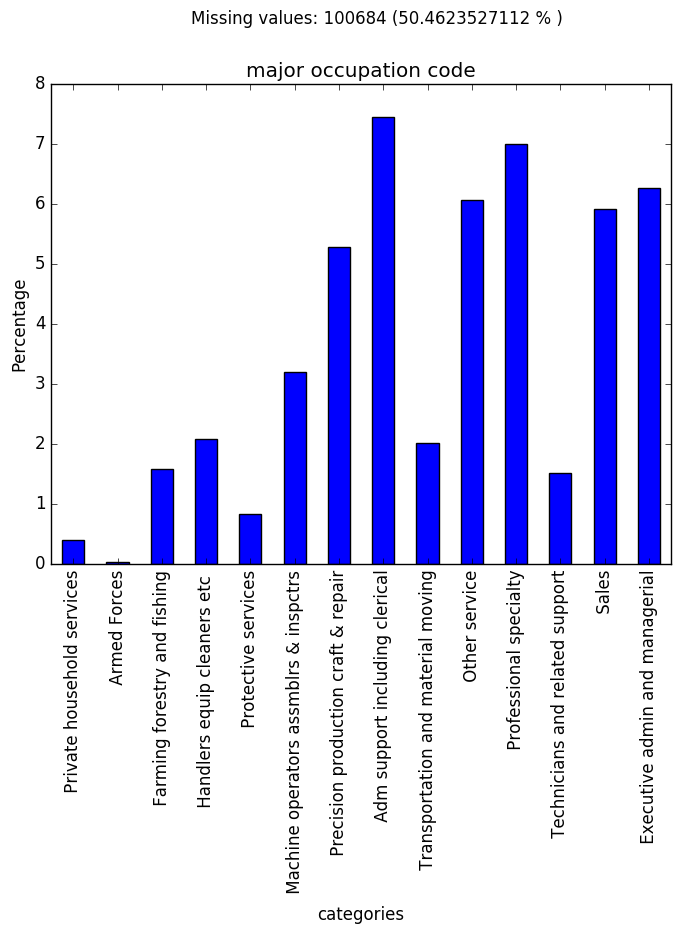 Missing values: 100684 (50.4623527112 % )
major occupation code
8
7
6
5
4
3
2
1
0
Percentage
Private household services
Armed Forces
Farming forestry and fishing
Handlers equip cleaners etc
Protective services
Machine operators assmblrs & inspctrs
Precision production craft & repair
Adm support including clerical
Transportation and material moving
Other service
Professional specialty
Technicians and related support
Sales
Executive admin and managerial
categories